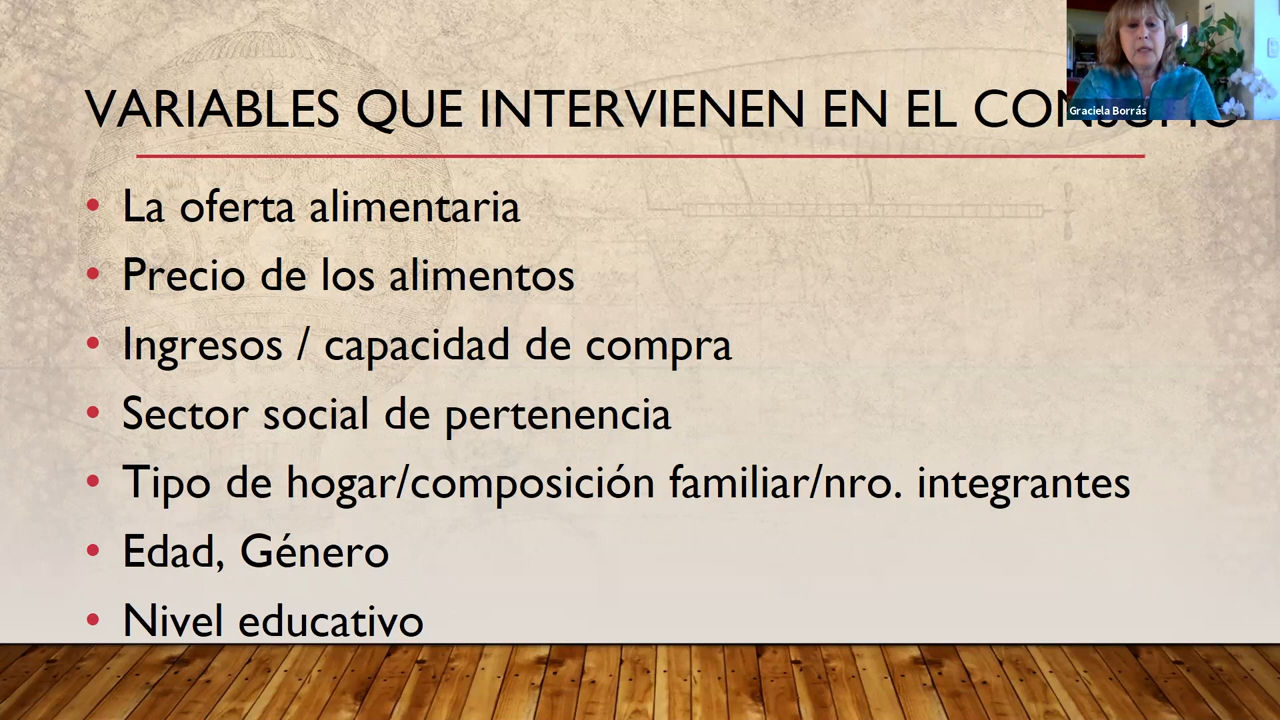 VARIABLES QUE INTERVIENEN EN EL CONSUMO
Graciela Borrás
• La oferta alimentaria
• Precio de los alimentos
• Ingresos / capacidad de compra
• Sector social de pertenencia
• Tipo de hogar/composición familiar/nro. integrantes
• Edad, Género
• Nivel educativo